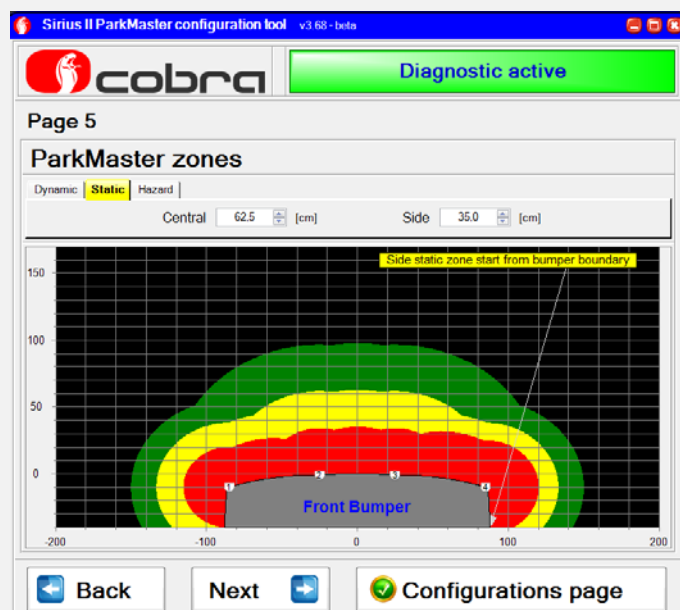 Sirius II ParkMaster configuration tool v3.68 - beta
cobra
Diagnostic active
Page 5
ParkMaster zones
Dynamic Static Hazard
Central 62.5 [cm] Side 35.0 [cm]
Side static zone start from bumper boundary
150
100
50
0
1 2 3 4
Front Bumper
-200 -100 0 100 200
Back Next Configurations page